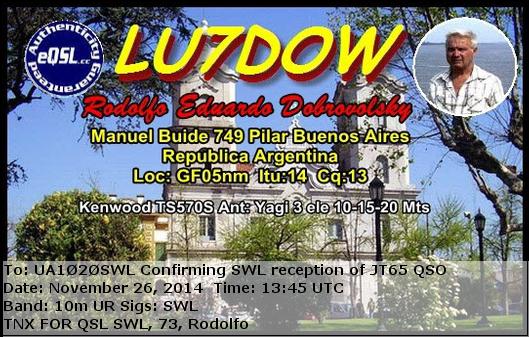 Authenticity Guaranteed
eQSL.cc
LU7DOW
Rodolfo Eduardo Dobrovolsky
Manuel Buide 749 Pilar Buenos Aires
República Argentina
Loc: GF05nm Itu:14 Cq:13
Kenwood TS570S Ant: Yagi 3 ele 10-15-20 Mts
To: UA1Ø2ØSWL Confirming SWL reception of JT65 QSO
Date: November 26, 2014 Time: 13:45 UTC
Band: 10m UR Sigs: SWL
TNX FOR QSL SWL, 73, Rodolfo